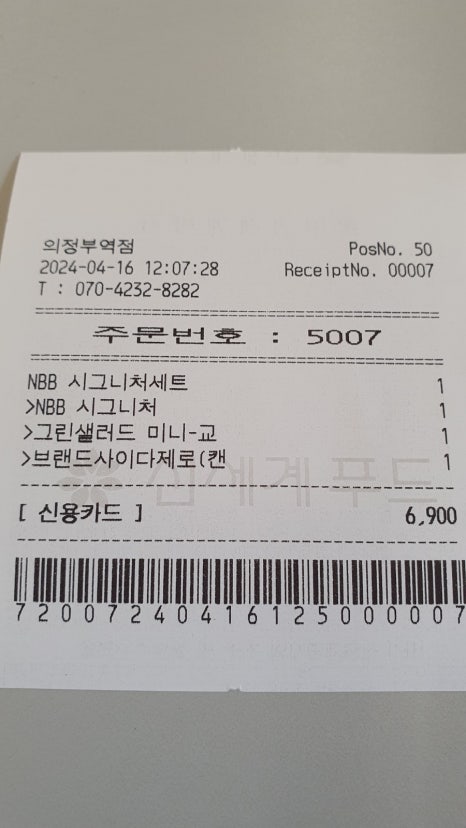 의정부역점
PosNo. 50
2024-04-16 12:07:28
ReceiptNo. 00007
T : 070-4232-8282
주문번호 : 5007
NBB 시그니처세트 1
>NBB 시그니처 1
>그린샐러드 미니-교 1
>브랜드사이다제로(캔 1
신세계푸드
[ 신용카드 ] 6,900
7200724041612500000​07